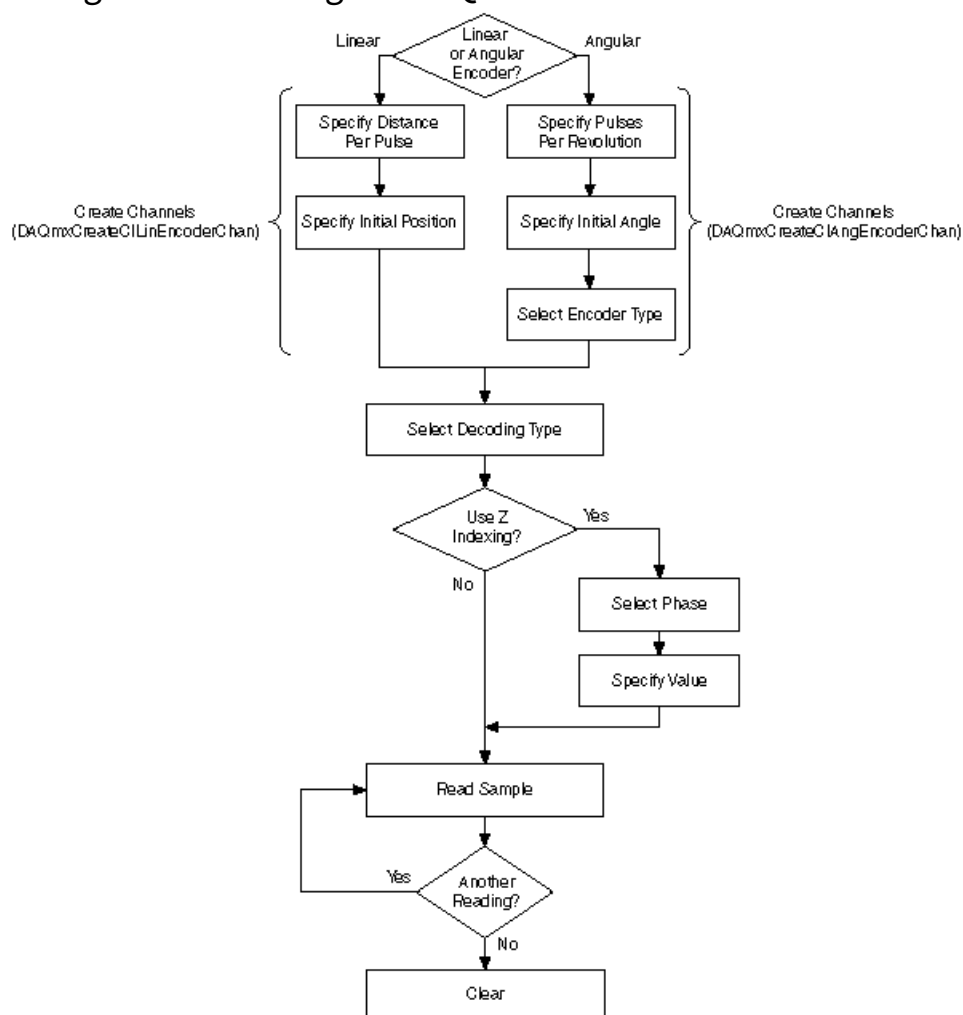 Linear
Linear
or Angular
Encoder?
Angular
Specify Distance
Per Pulse
Specify Pulses
Per Revolution
Create Channels
(DAQmxCreateCILinEncoderChan)
Specify Initial Position
Specify Initial Angle
Create Channels
(DAQmxCreateCIAngEncoderChan)
Select Encoder Type
Select Decoding Type
Use Z
Indexing?
Yes
No
Select Phase
Specify Value
Read Sample
Yes
Another
Reading?
No
Clear